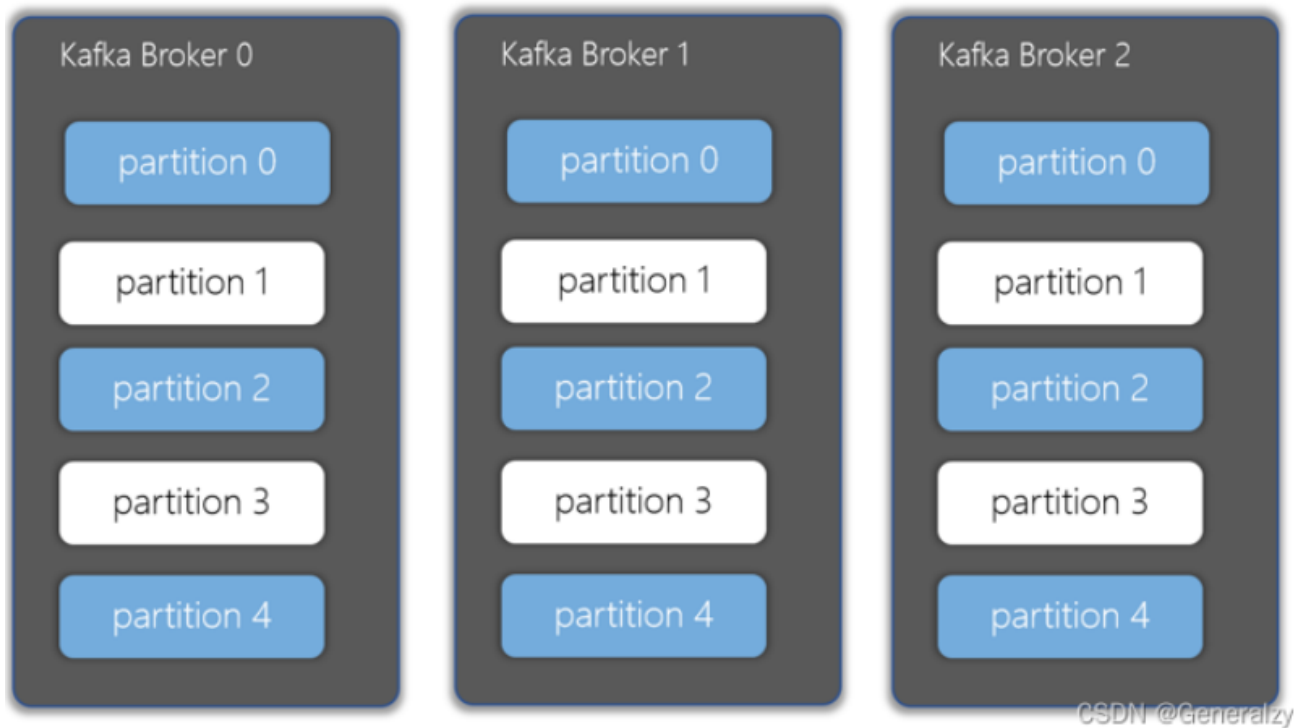 Kafka Broker 0
partition 0
partition 1
partition 2
partition 3
partition 4
Kafka Broker 1
partition 0
partition 1
partition 2
partition 3
partition 4
Kafka Broker 2
partition 0
partition 1
partition 2
partition 3
partition 4
CSDN @Generalzy